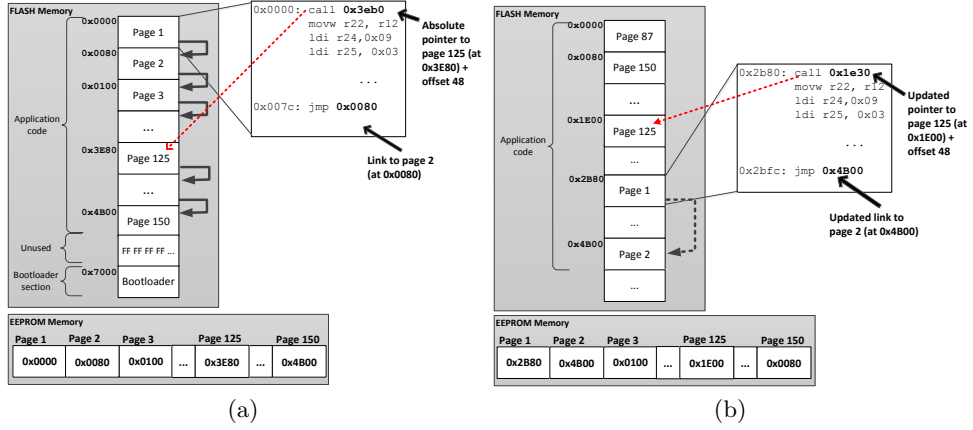 FLASH Memory
0x0000
Page 1
0x0080
Page 2
0x0100
Page 3
...
Application
code
0x3E80
Page 125
...
0x4B00
Page 150
Unused
FF FF FF FF ...
0x7000
Bootloader
section
Bootloader
0x0000: call 0x3eb0
movw r22, r12
ldi r24,0x09
ldi r25, 0x03
...
0x007c: jmp 0x0080
Absolute
pointer to
page 125 (at
0x3E80) +
offset 48
Link to page 2
(at 0x0080)
EEPROM Memory
Page 1 Page 2 Page 3 Page 125 Page 150
0x0000 0x0080 0x0100 ... 0x3E80 ... 0x4B00
(a)
FLASH Memory
0x0000
Page 87
0x0080
Page 150
...
0x1E00
Page 125
Application
code
...
0x2B80
Page 1
...
0x4B00
Page 2
...
0x2b80: call 0x1e30
movw r22, r12
ldi r24,0x09
ldi r25, 0x03
...
0x2bfc: jmp 0x4B00
Updated
pointer to
page 125 (at
0x1E00) +
offset 48
Updated link to
page 2 (at 0x4B00)
EEPROM Memory
Page 1 Page 2 Page 3 Page 125 Page 150
0x2B80 0x4B00 0x0100 ... 0x1E00 ... 0x0080
(b)